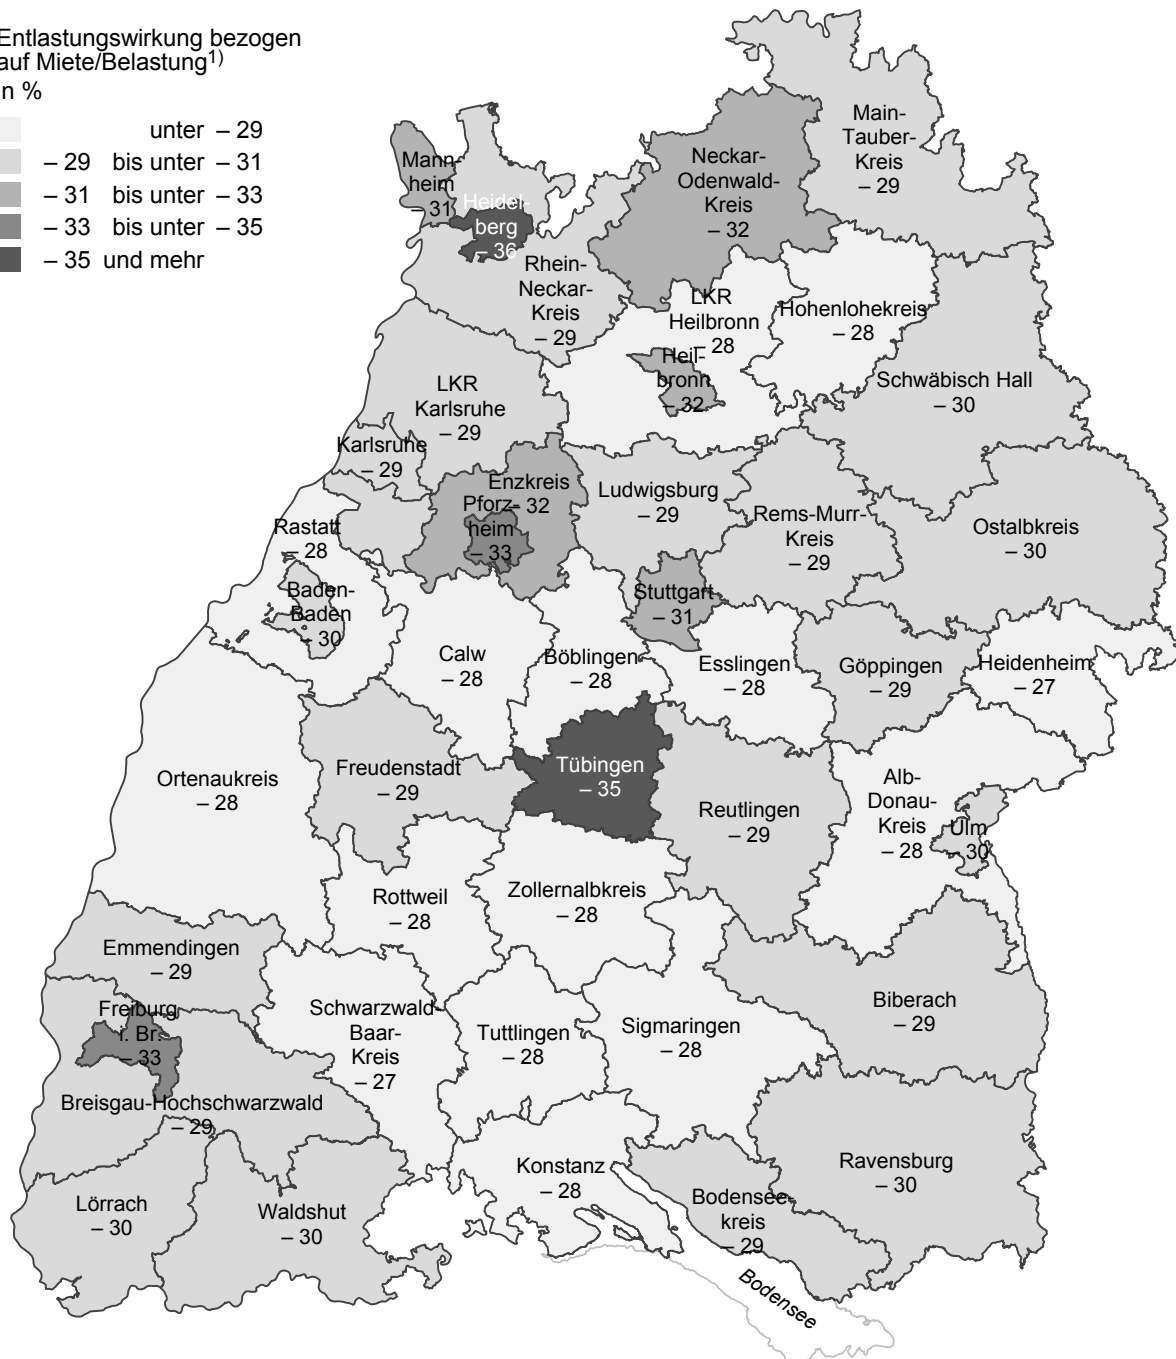 Entlastungswirkung bezogen
auf Miete/Belastung1)
n %
unter – 29
– 29 bis unter – 31
– 31 bis unter – 33
– 33 bis unter – 35
– 35 und mehr
Main-
Tauber-
Kreis
– 29
Neckar-
Odenwald-
Kreis
– 32
Mann-
heim
– 31
Heidel-
berg
– 36
Rhein-
Neckar-
Kreis
– 29
LKR
Heilbronn
– 28
Hohenlohekreis
– 28
Heil-
bronn
– 32
Schwäbisch Hall
– 30
LKR
Karlsruhe
– 29
Karlsruhe
– 29
Enzkreis
– 32
Pforz-
heim
– 33
Ludwigsburg
– 29
Rems-Murr-
Kreis
– 29
Ostalbkreis
– 30
Rastatt
– 28
Baden-
Baden
– 30
Stuttgart
– 31
Calw
– 28
Böblingen
– 28
Esslingen
– 28
Göppingen
– 29
Heidenheim
– 27
Ortenaukreis
– 28
Freudenstadt
– 29
Tübingen
– 35
Reutlingen
– 29
Alb-
Donau-
Kreis
– 28
Ulm
– 30
Rottweil
– 28
Zollernalbkreis
– 28
Emmendingen
– 29
Freiburg
i. Br.
– 33
Schwarzwald-
Baar-
Kreis
– 27
Tuttlingen
– 28
Sigmaringen
– 28
Biberach
– 29
Breisgau-Hochschwarzwald
– 29
Konstanz
– 28
Ravensburg
– 30
Bodensee-
kreis
– 29
Lörrach
– 30
Waldshut
– 30
Bodensee